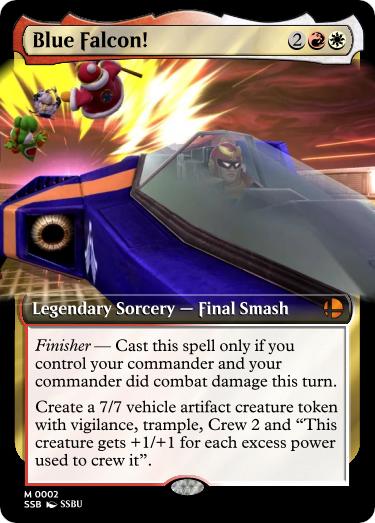 Blue Falcon! 2
Legendary Sorcery — Final Smash
Finisher — Cast this spell only if you
control your commander and your
commander did combat damage this turn.
Create a 7/7 vehicle artifact creature token
with vigilance, trample, Crew 2 and “This
creature gets +1/+1 for each excess power
used to crew it”.
M 0002
SSB SSBU